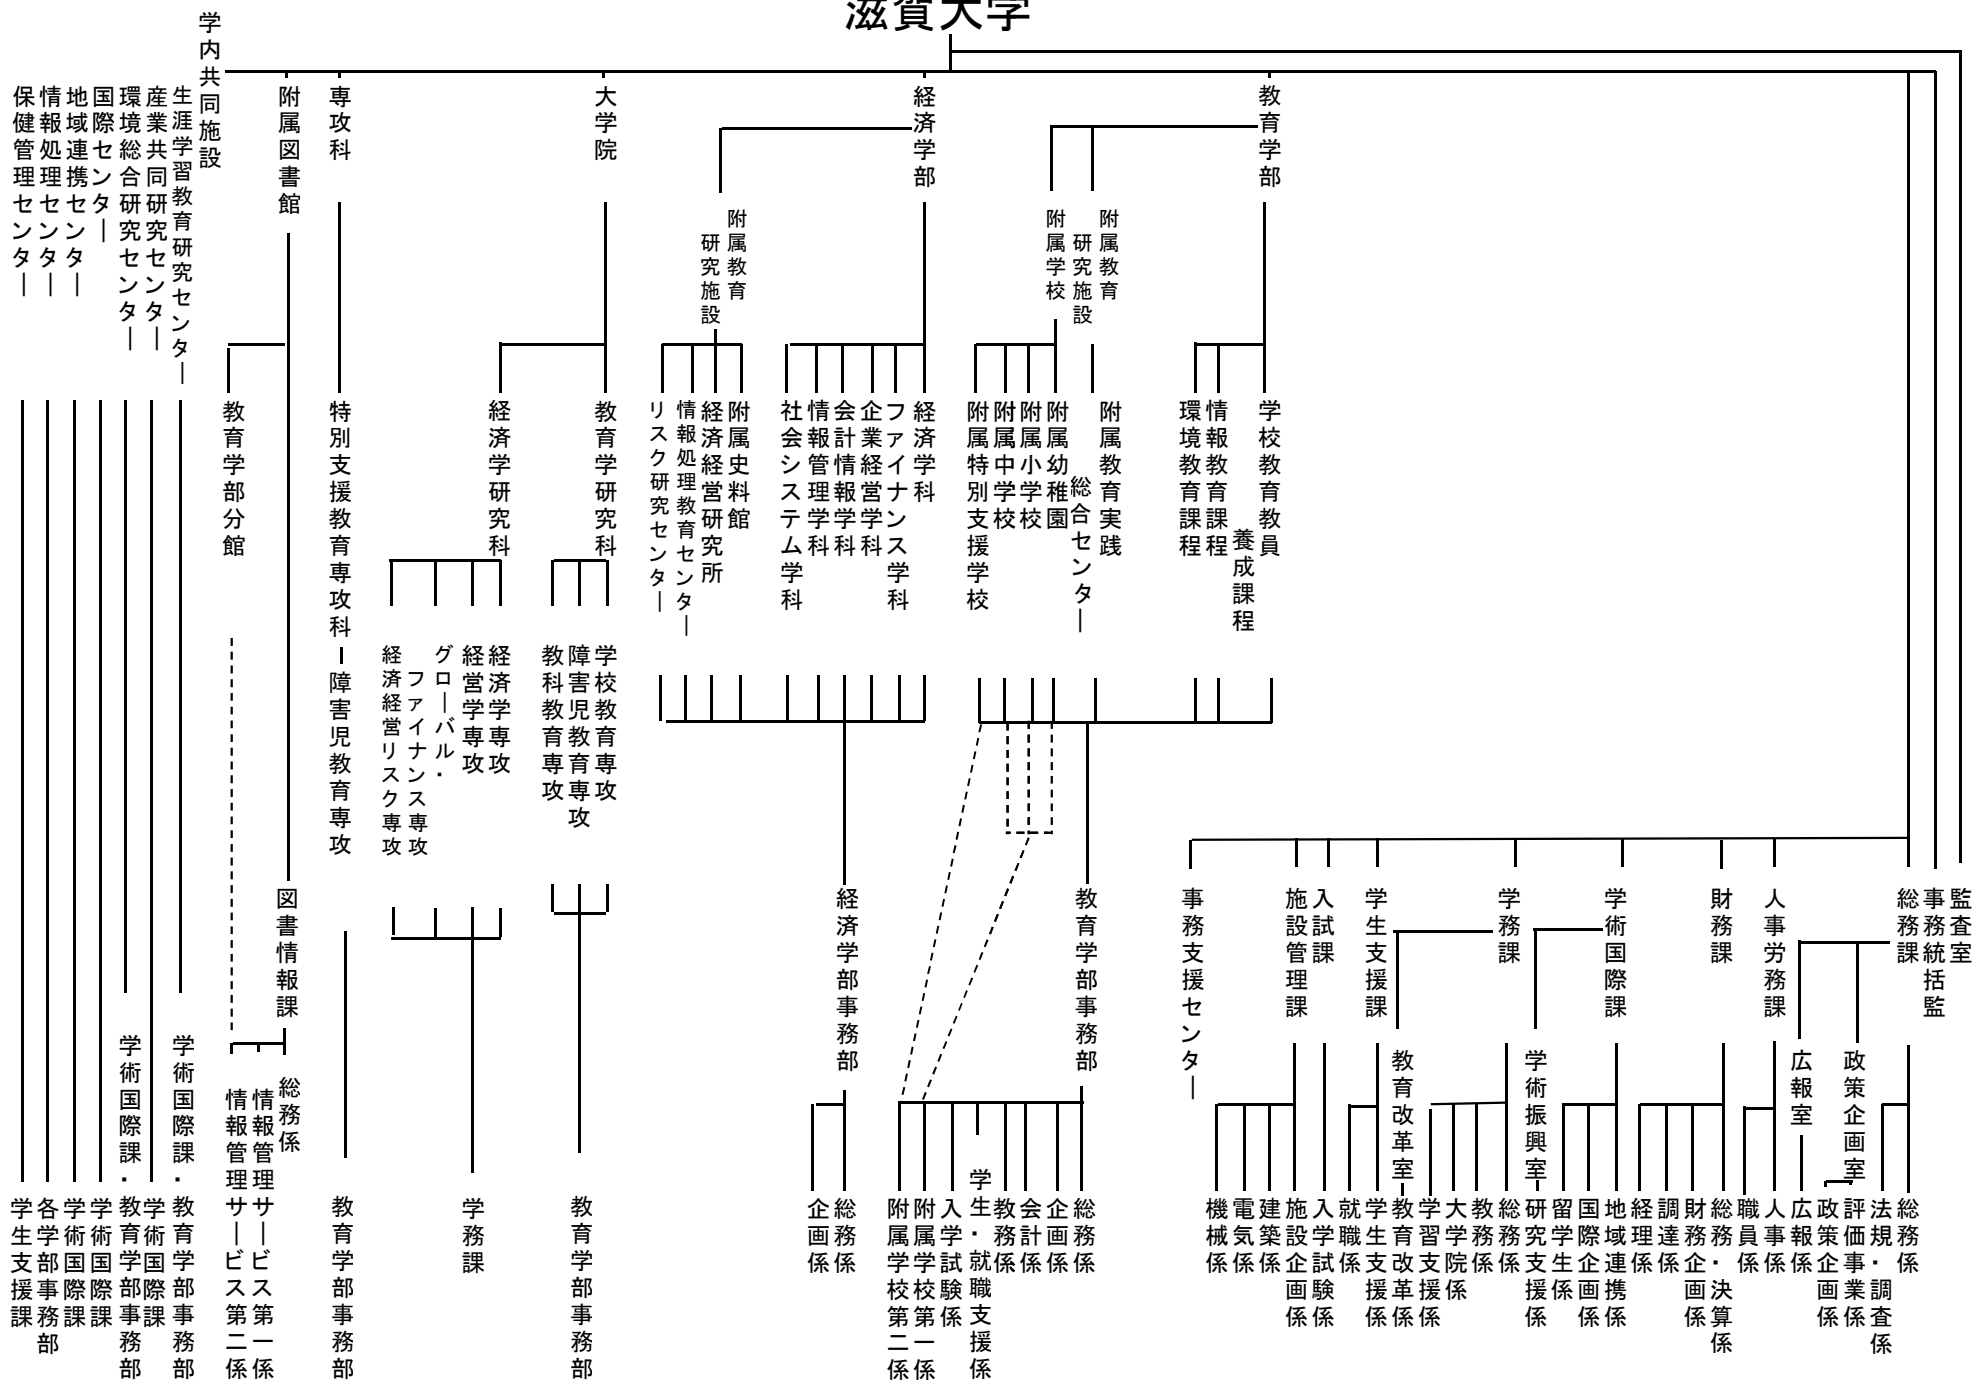 滋賀大学
監査室
事務統括監
総務課
人事労務課
財務課
学術国際課
学務課
学生支援課
入試課
施設管理課
事務支援センター
政策企画室
広報室
学術振興室
教育改革室
総務係
法規・調査係
評価事業係
政策企画係
広報係
人事係
職員係
総務・決算係
財務企画係
調達係
経理係
地域連携係
国際企画係
留学生係
研究支援係
総務係
教務係
大学院係
学習支援係
教育改革係
学生支援係
就職係
入学試験係
施設企画係
建築係
電気係
機械係
教育学部
附属教育
研究施設
附属学校
学校教育教員
養成課程
情報教育課程
環境教育課程
附属教育実践
総合センター
附属幼稚園
附属小学校
附属中学校
附属特別支援学校
教育学部事務部
総務係
企画係
会計係
教務係
学生・就職支援係
入学試験係
附属学校第一係
附属学校第二係
経済学部
附属教育
研究施設
経済学科
ファイナンス学科
企業経営学科
会計情報学科
情報管理学科
社会システム学科
附属史料館
経済経営研究所
情報処理教育センター
リスク研究センター
経済学部事務部
総務係
企画係
大学院
教育学研究科
経済学研究科
学校教育専攻
障害児教育専攻
教科教育専攻
経済学専攻
経営学専攻
グローバル・
ファイナンス専攻
経済経営リスク専攻
教育学部事務部
学務課
専攻科
特別支援教育専攻科
障害児教育専攻
教育学部事務部
附属図書館
教育学部分館
図書情報課
総務係
情報管理サービス第一係
情報管理サービス第二係
学内共同施設
生涯学習教育研究センター
産業共同研究センター
環境総合研究センター
国際センター
地域連携センター
情報処理センター
保健管理センター
学術国際課・教育学部事務部
学術国際課
学術国際課・教育学部事務部
学術国際課
学術国際課
各学部事務部
学生支援課